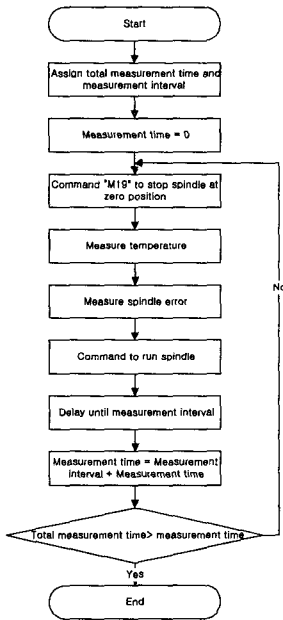 Start
Assign total measurement time and
measurement interval
Measurement time = 0
Command "M19" to stop spindle at
zero position
Measure temperature
No
Measure spindle error
Command to run spindle
Delay until measurement interval
Measurement time = Measurement
interval + Measurement time
Total measurement time> measurement time
Yes
End